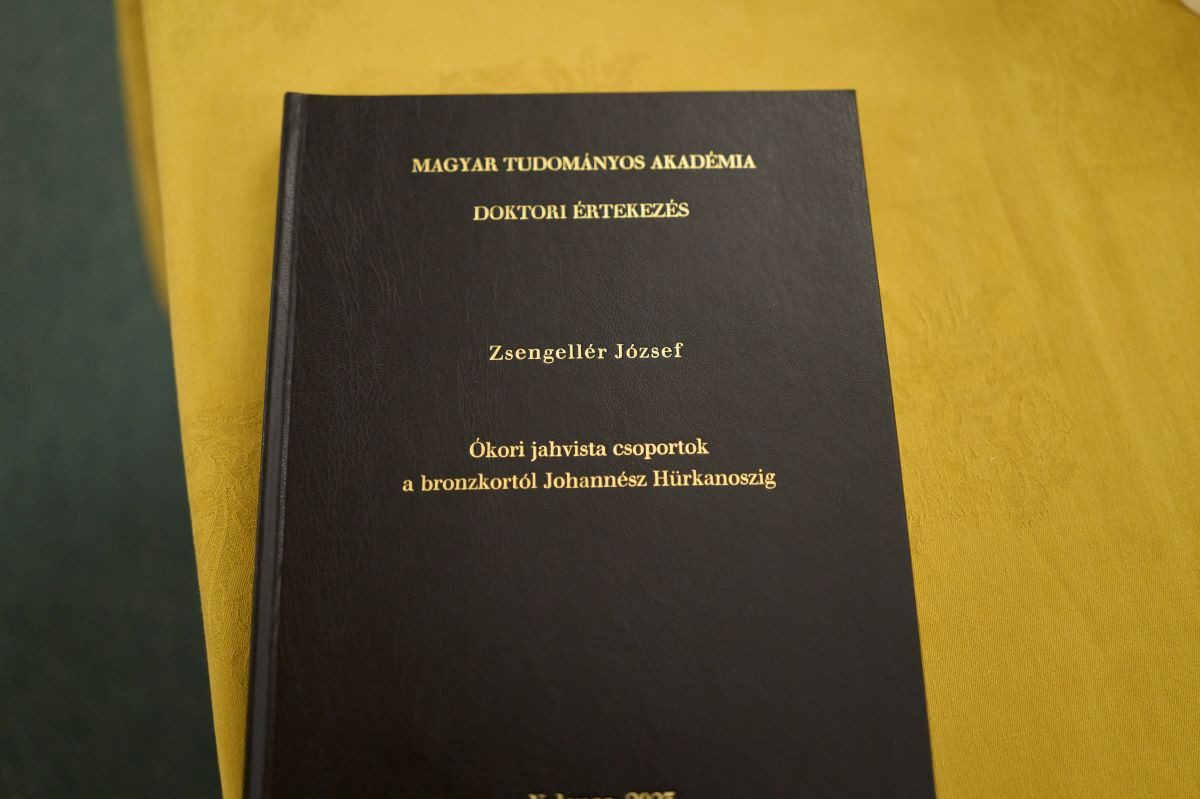 MAGYAR TUDOMÁNYOS AKADÉMIA
DOKTORI ÉRTEKEZÉS
Zsengellér József
Ókori jahvista csoportok
a bronzkortól Johannész Hürkanoszig